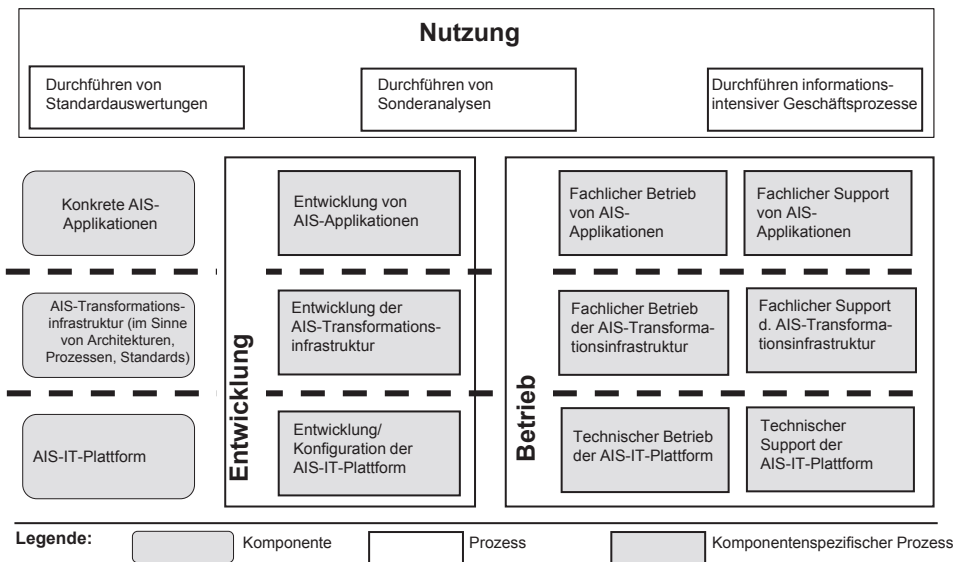 Nutzung
Durchführen von
Standardauswertungen
Durchführen von
Sonderanalysen
Durchführen informations-
intensiver Geschäftsprozesse
Konkrete AIS-
Applikationen
AIS-Transformations-
infrastruktur (im Sinne
von Architekturen,
Prozessen, Standards)
AIS-IT-Plattform
Entwicklung
Entwicklung von
AIS-Applikationen
Entwicklung der
AIS-Transformations-
infrastruktur
Entwicklung/
Konfiguration der
AIS-IT-Plattform
Betrieb
Fachlicher Betrieb
von AIS-
Applikationen
Fachlicher Support
von AIS-
Applikationen
Fachlicher Betrieb
der AIS-Transforma-
tionsinfrastruktur
Fachlicher Support
d. AIS-Transforma-
tionsinfrastruktur
Technischer Betrieb
der AIS-IT-Plattform
Technischer
Support der
AIS-IT-Plattform
Legende:
Komponente
Prozess
Komponentenspezifischer Prozess